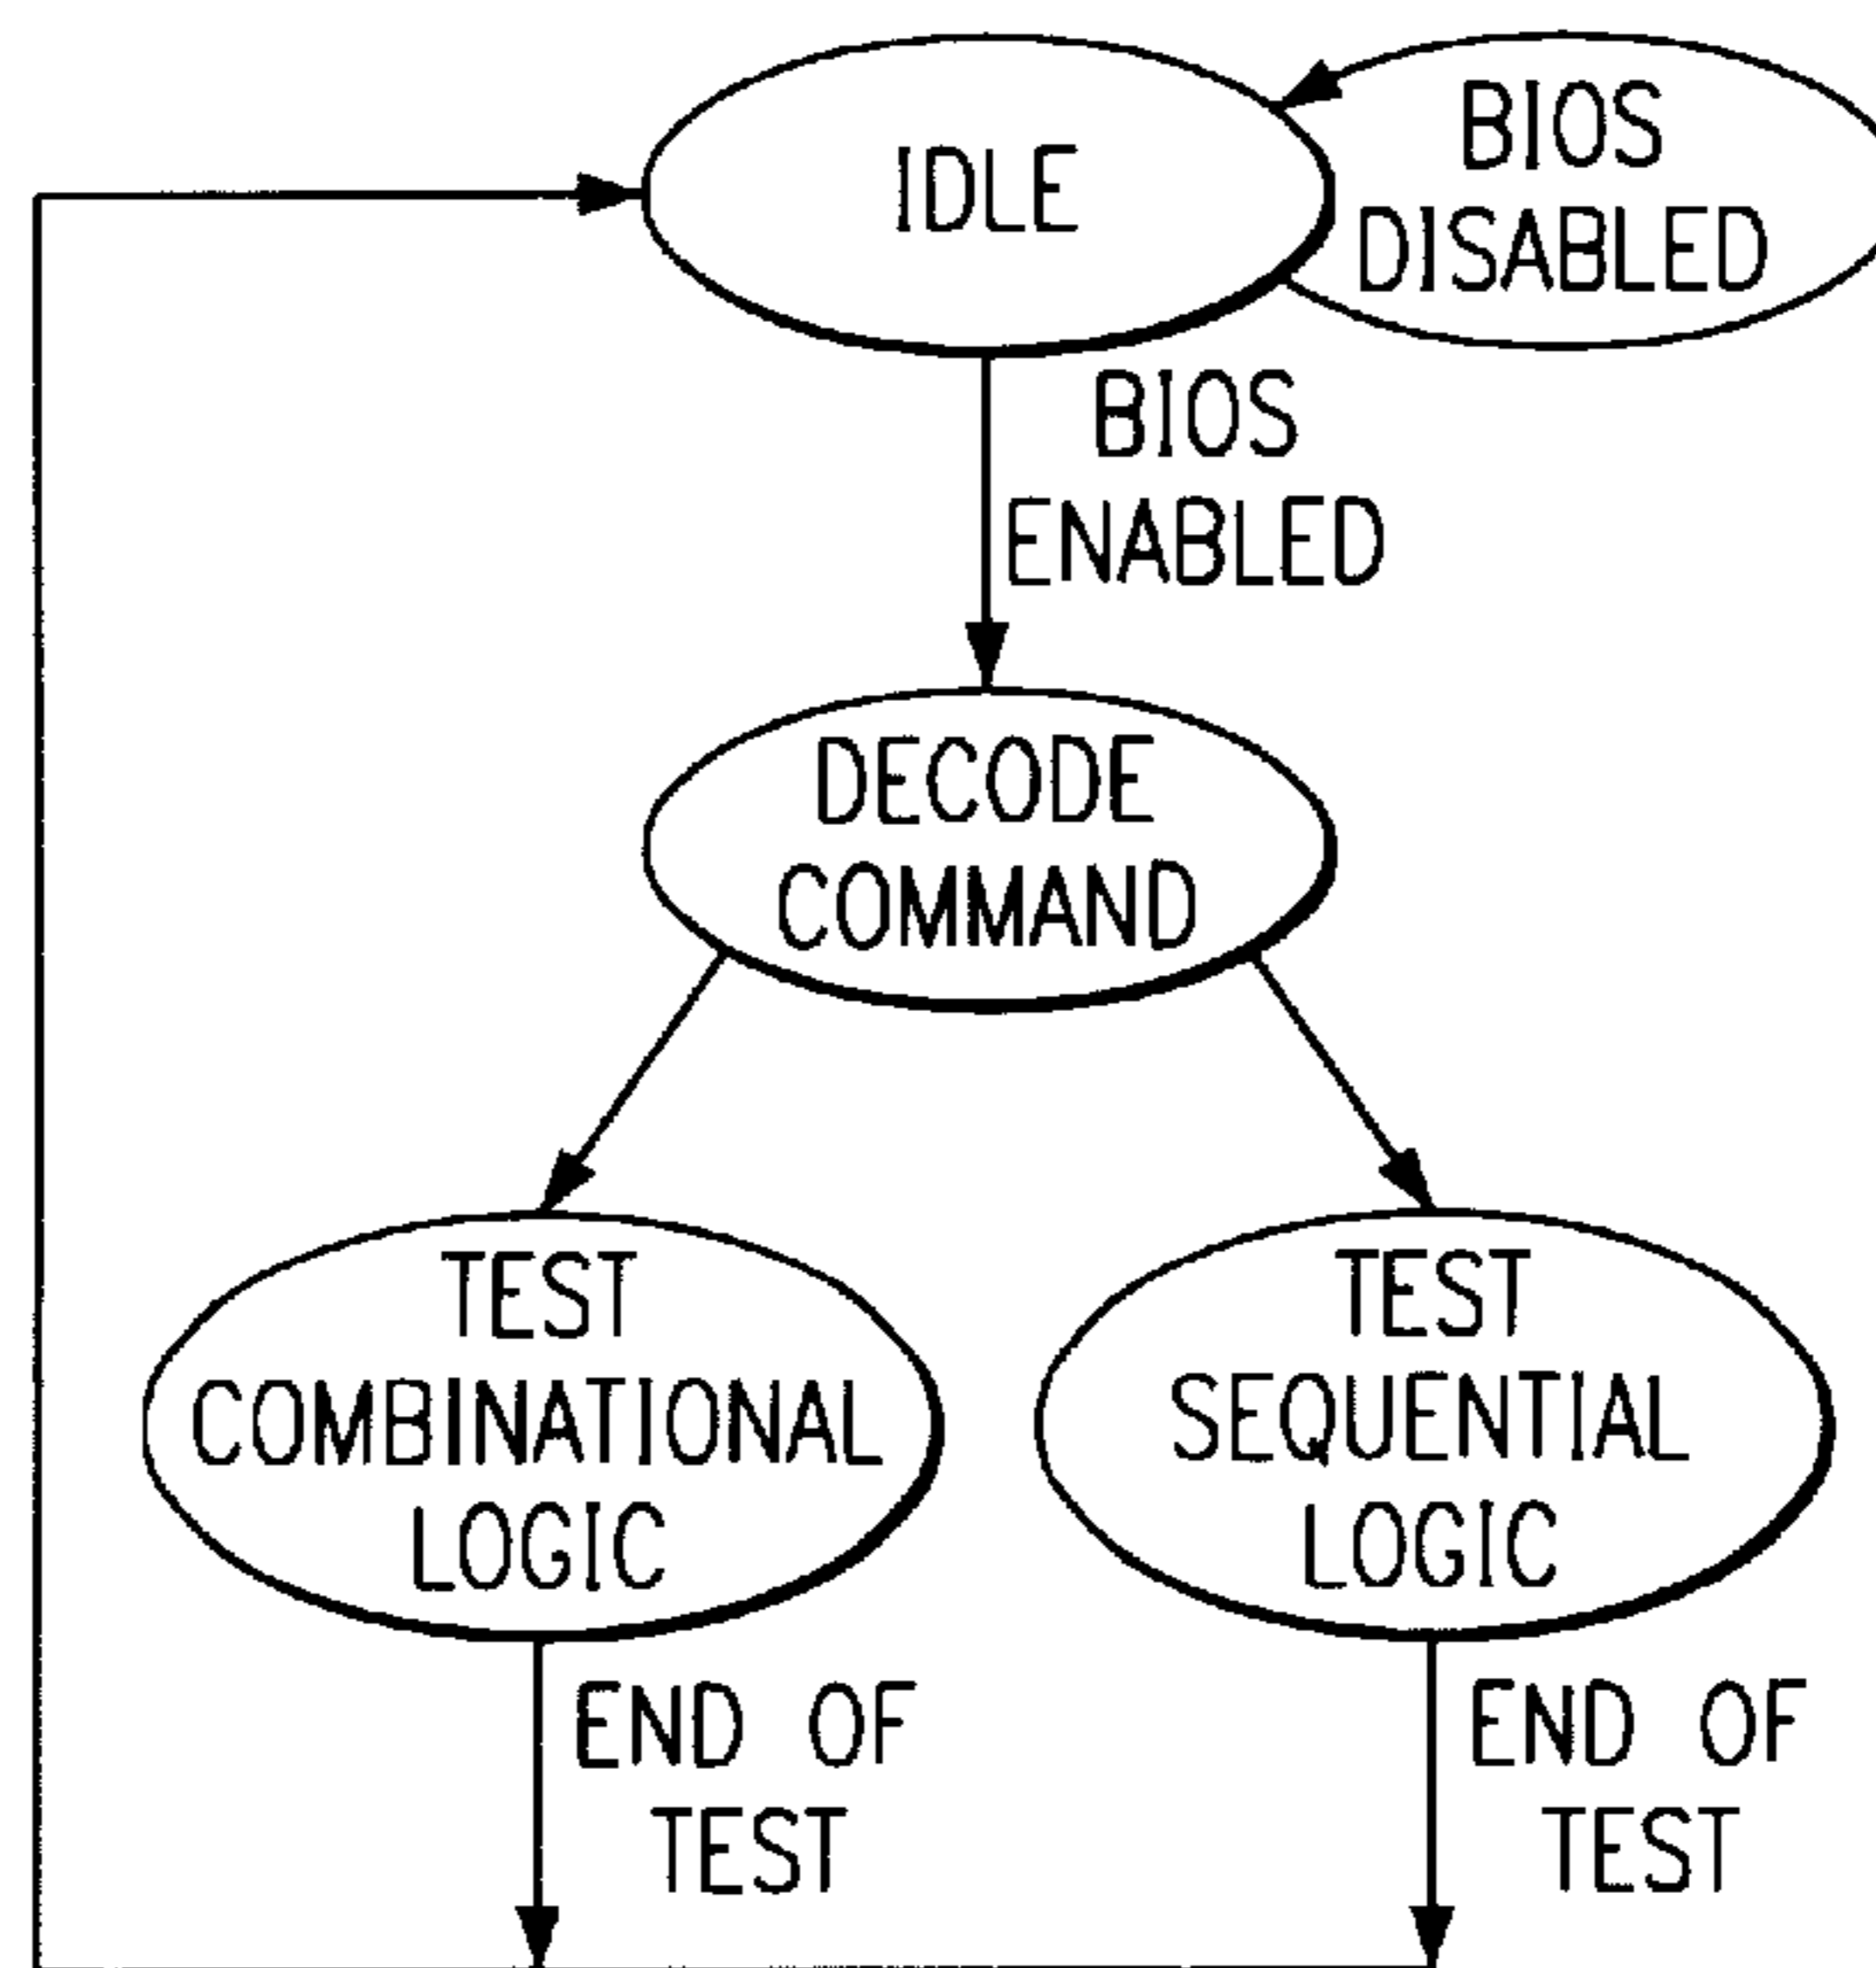 IDLE
BIOS
DISABLED
BIOS
ENABLED
DECODE
COMMAND
TEST
COMBINATIONAL
LOGIC
TEST
SEQUENTIAL
LOGIC
END OF
TEST
END OF
TEST